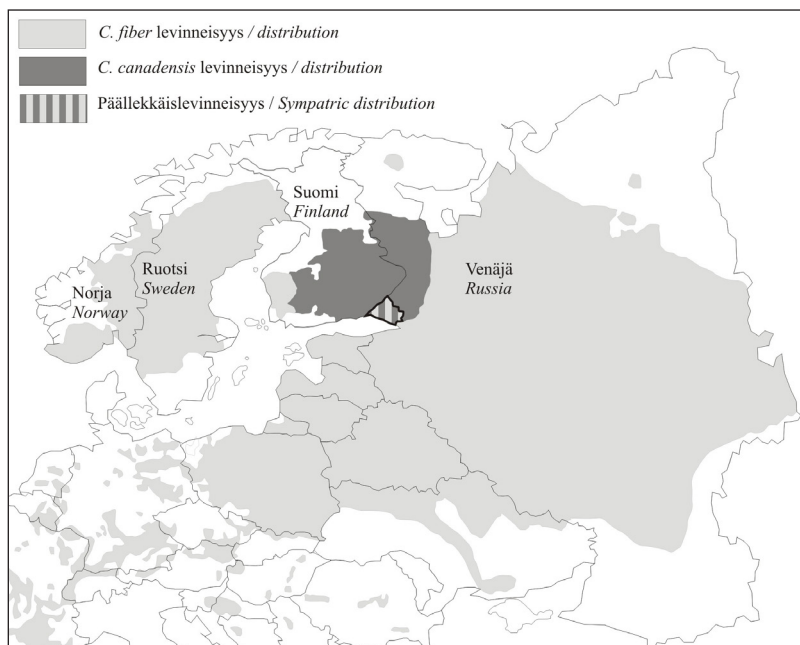 C. fiber levinneisyys / distribution
C. canadensis levinneisyys / distribution
Päällekkäislevinneisyys / Sympatric distribution
Suomi
Finland
Ruotsi
Sweden
Venäjä
Russia
Norja
Norway